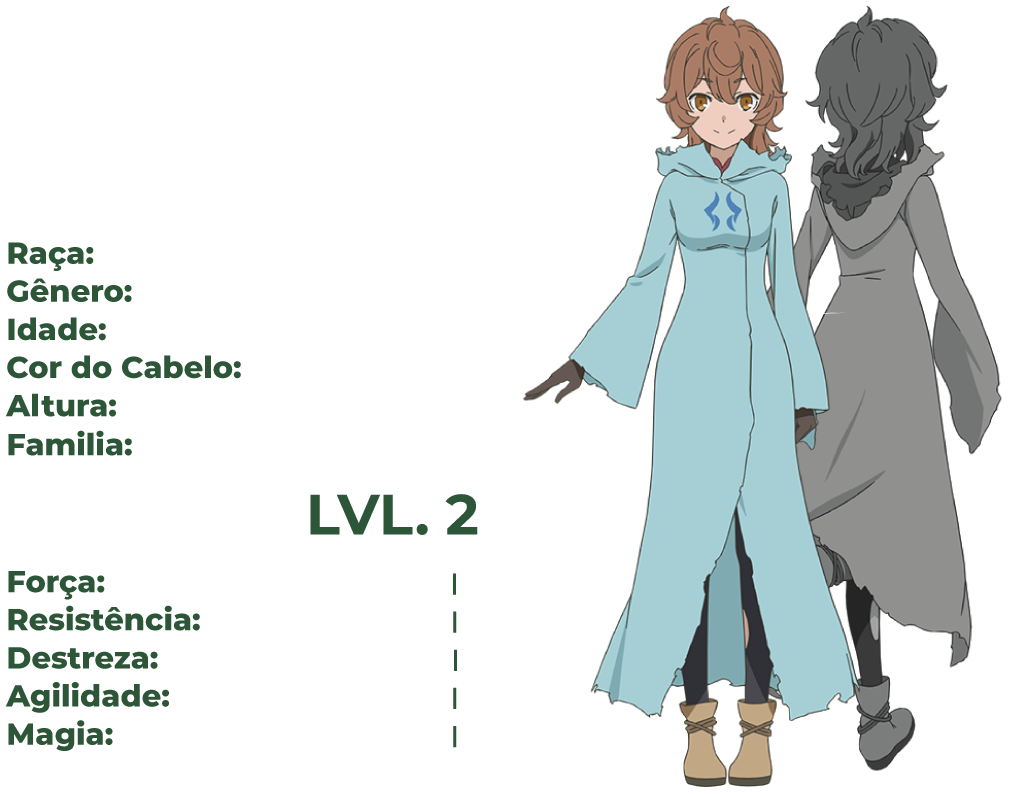 Raça:
Gênero:
Idade:
Cor do Cabelo:
Altura:
Familia:
LVL. 2
Força: |
Resistência: |
Destreza: |
Agilidade: |
Magia: |